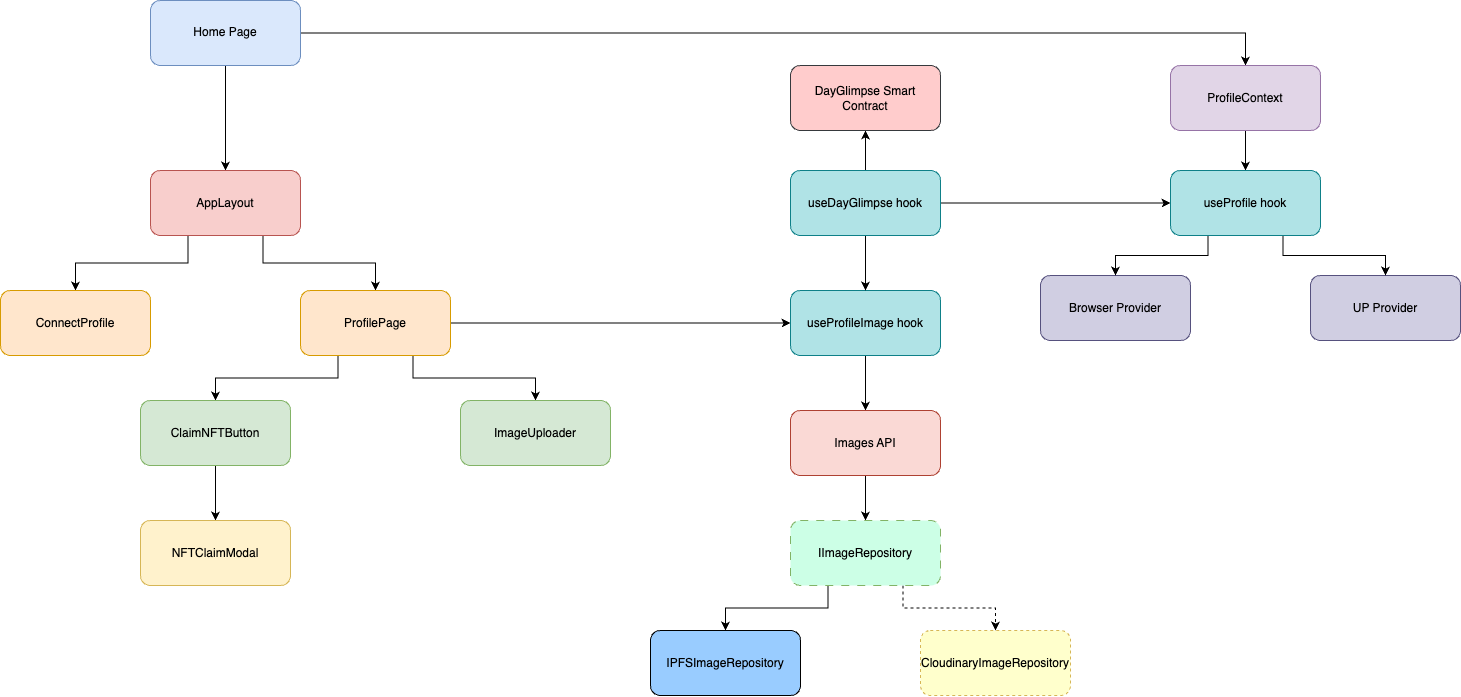 Home Page
DayGlimpse Smart
Contract
ProfileContext
AppLayout
useDayGlimpse hook
useProfile hook
ConnectProfile
ProfilePage
useProfileImage hook
Browser Provider
UP Provider
ClaimNFTButton
ImageUploader
Images API
NFTClaimModal
IImageRepository
IPFSImageRepository
CloudinaryImageRepository